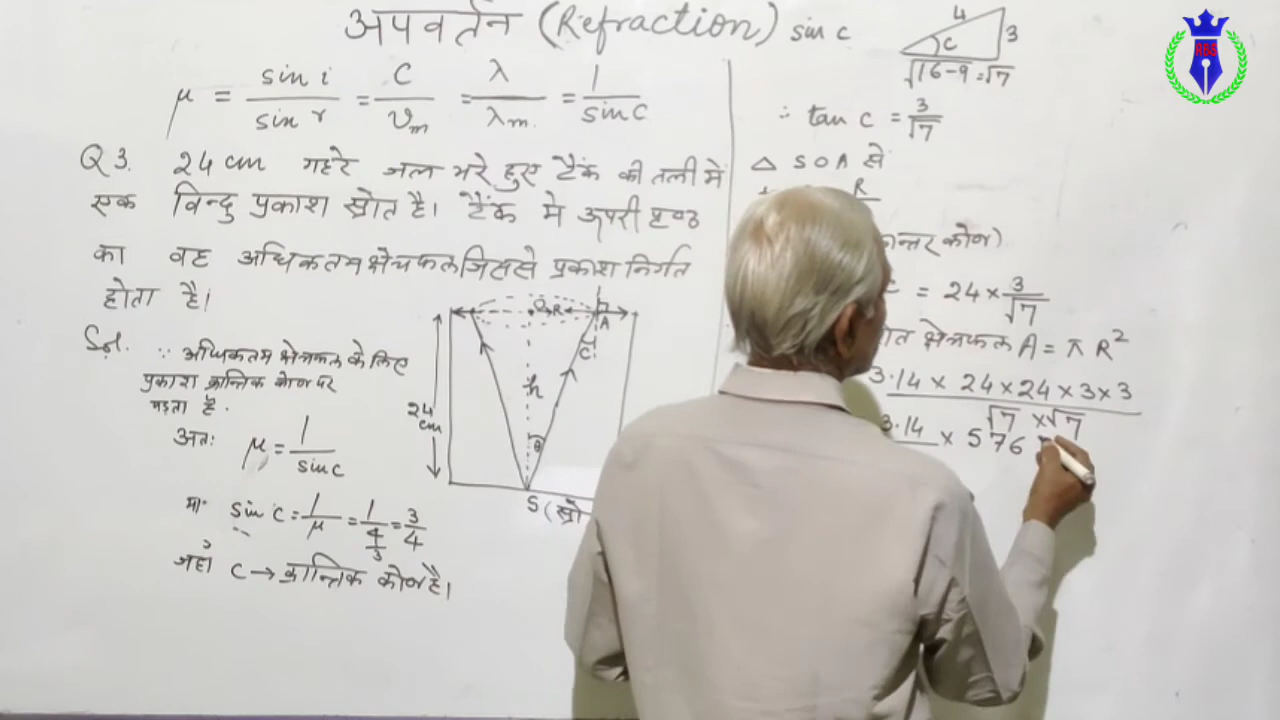 अपवर्तन (Refraction)
μ = sin i / sin r = C / υm = λ / λm = 1 / sin C
Q 3. 24 cm गहरे जल भरे हुए टैंक की तली में
एक विन्दु प्रकाश स्रोत है। टैंक मे ऊपरी पृष्ठ
का वह अधिकतम क्षेत्रफल जिससे प्रकाश निर्गत
होता है।
Sol. ∵ अधिकतम क्षेत्रफल के लिए
प्रकाश क्रान्तिक कोण पर
पड़ता है.
अतः μ = 1 / sin C
या sin C = 1 / μ = 1 / 4/3 = 3/4
जहाँ C → क्रान्तिक कोण है।
O R A
C
h
24 cm
θ
S (स्रो
sin C
4 3
C
√16-9 = √7
∴ tan C = 3/√7
△ SOA से
R
न्तर कोण)
= 24 × 3/√7
क्षेत्रफल A = π R²
3.14 × 24 × 24 × 3 × 3
√7 × √7
3.14 × 576
RBS